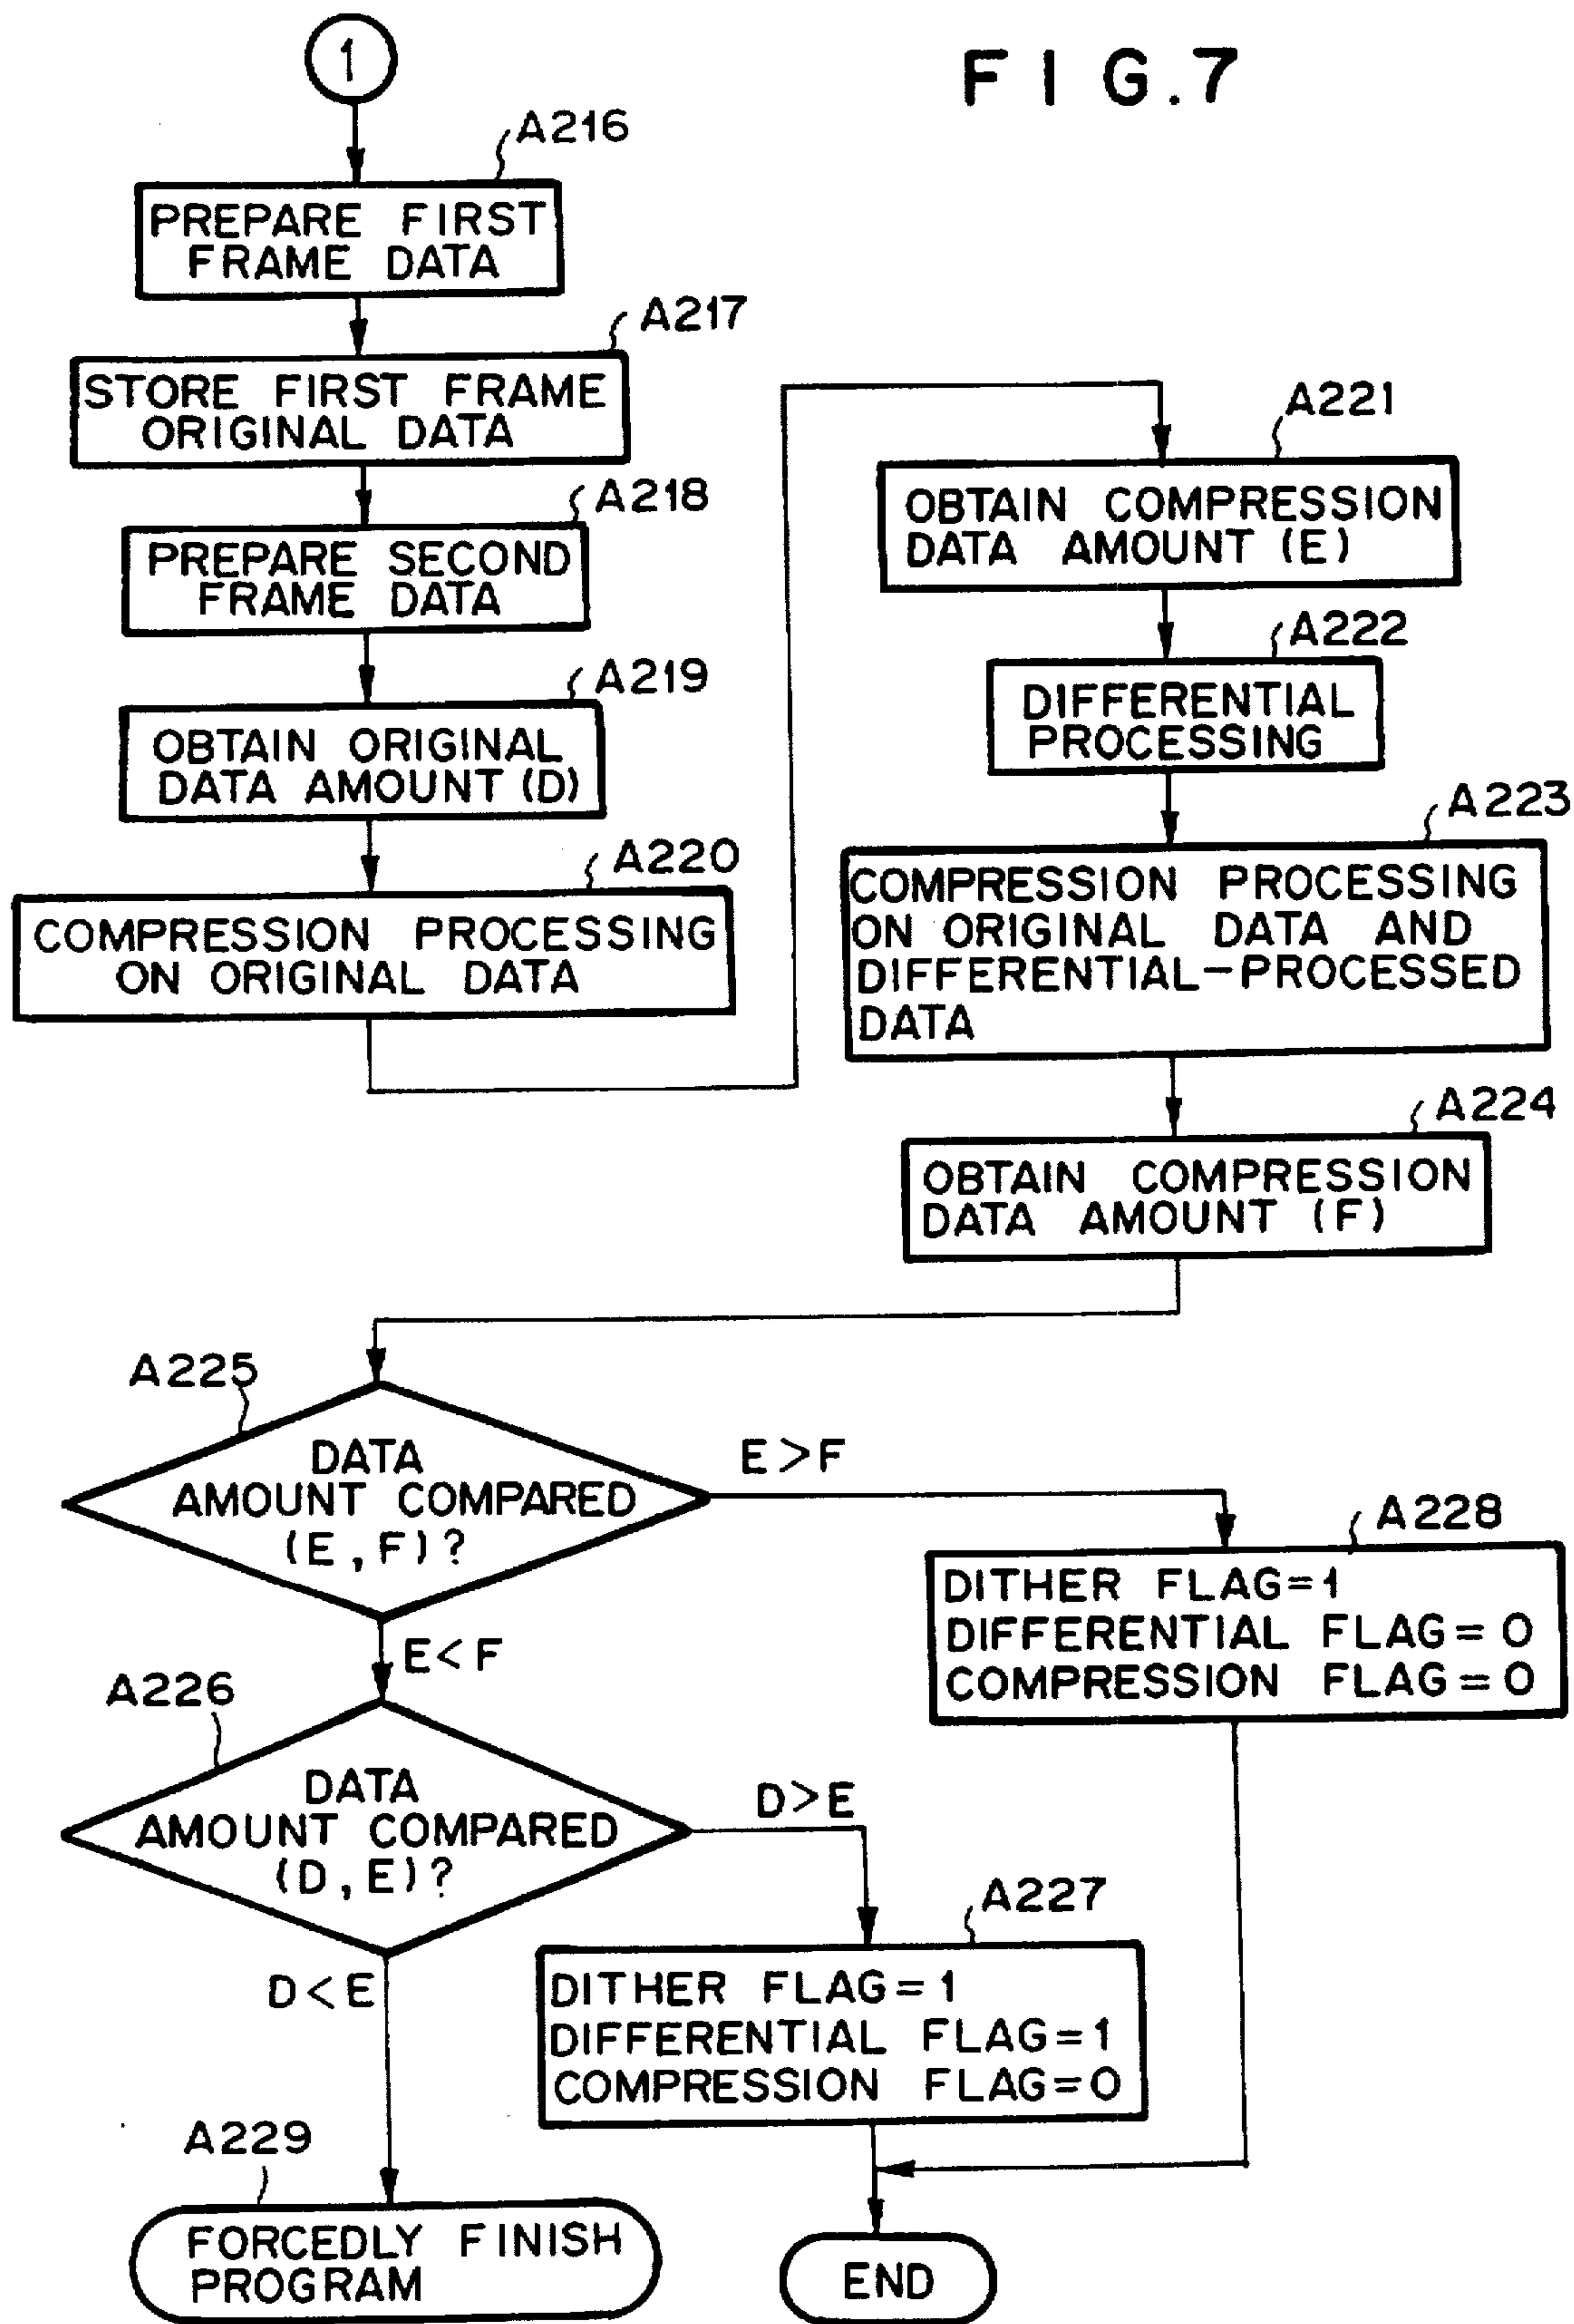 1
FIG.7
A216
PREPARE FIRST
FRAME DATA
A217
STORE FIRST FRAME
ORIGINAL DATA
A218
PREPARE SECOND
FRAME DATA
A219
OBTAIN ORIGINAL
DATA AMOUNT (D)
A220
COMPRESSION PROCESSING
ON ORIGINAL DATA
A221
OBTAIN COMPRESSION
DATA AMOUNT (E)
A222
DIFFERENTIAL
PROCESSING
A223
COMPRESSION PROCESSING
ON ORIGINAL DATA AND
DIFFERENTIAL-PROCESSED
DATA
A224
OBTAIN COMPRESSION
DATA AMOUNT (F)
A225
DATA
AMOUNT COMPARED
(E,F)?
E>F
E<F
A228
DITHER FLAG=1
DIFFERENTIAL FLAG=0
COMPRESSION FLAG=0
A226
DATA
AMOUNT COMPARED
(D,E)?
D>E
D<E
A227
DITHER FLAG=1
DIFFERENTIAL FLAG=1
COMPRESSION FLAG=0
A229
FORCEDLY FINISH
PROGRAM
END